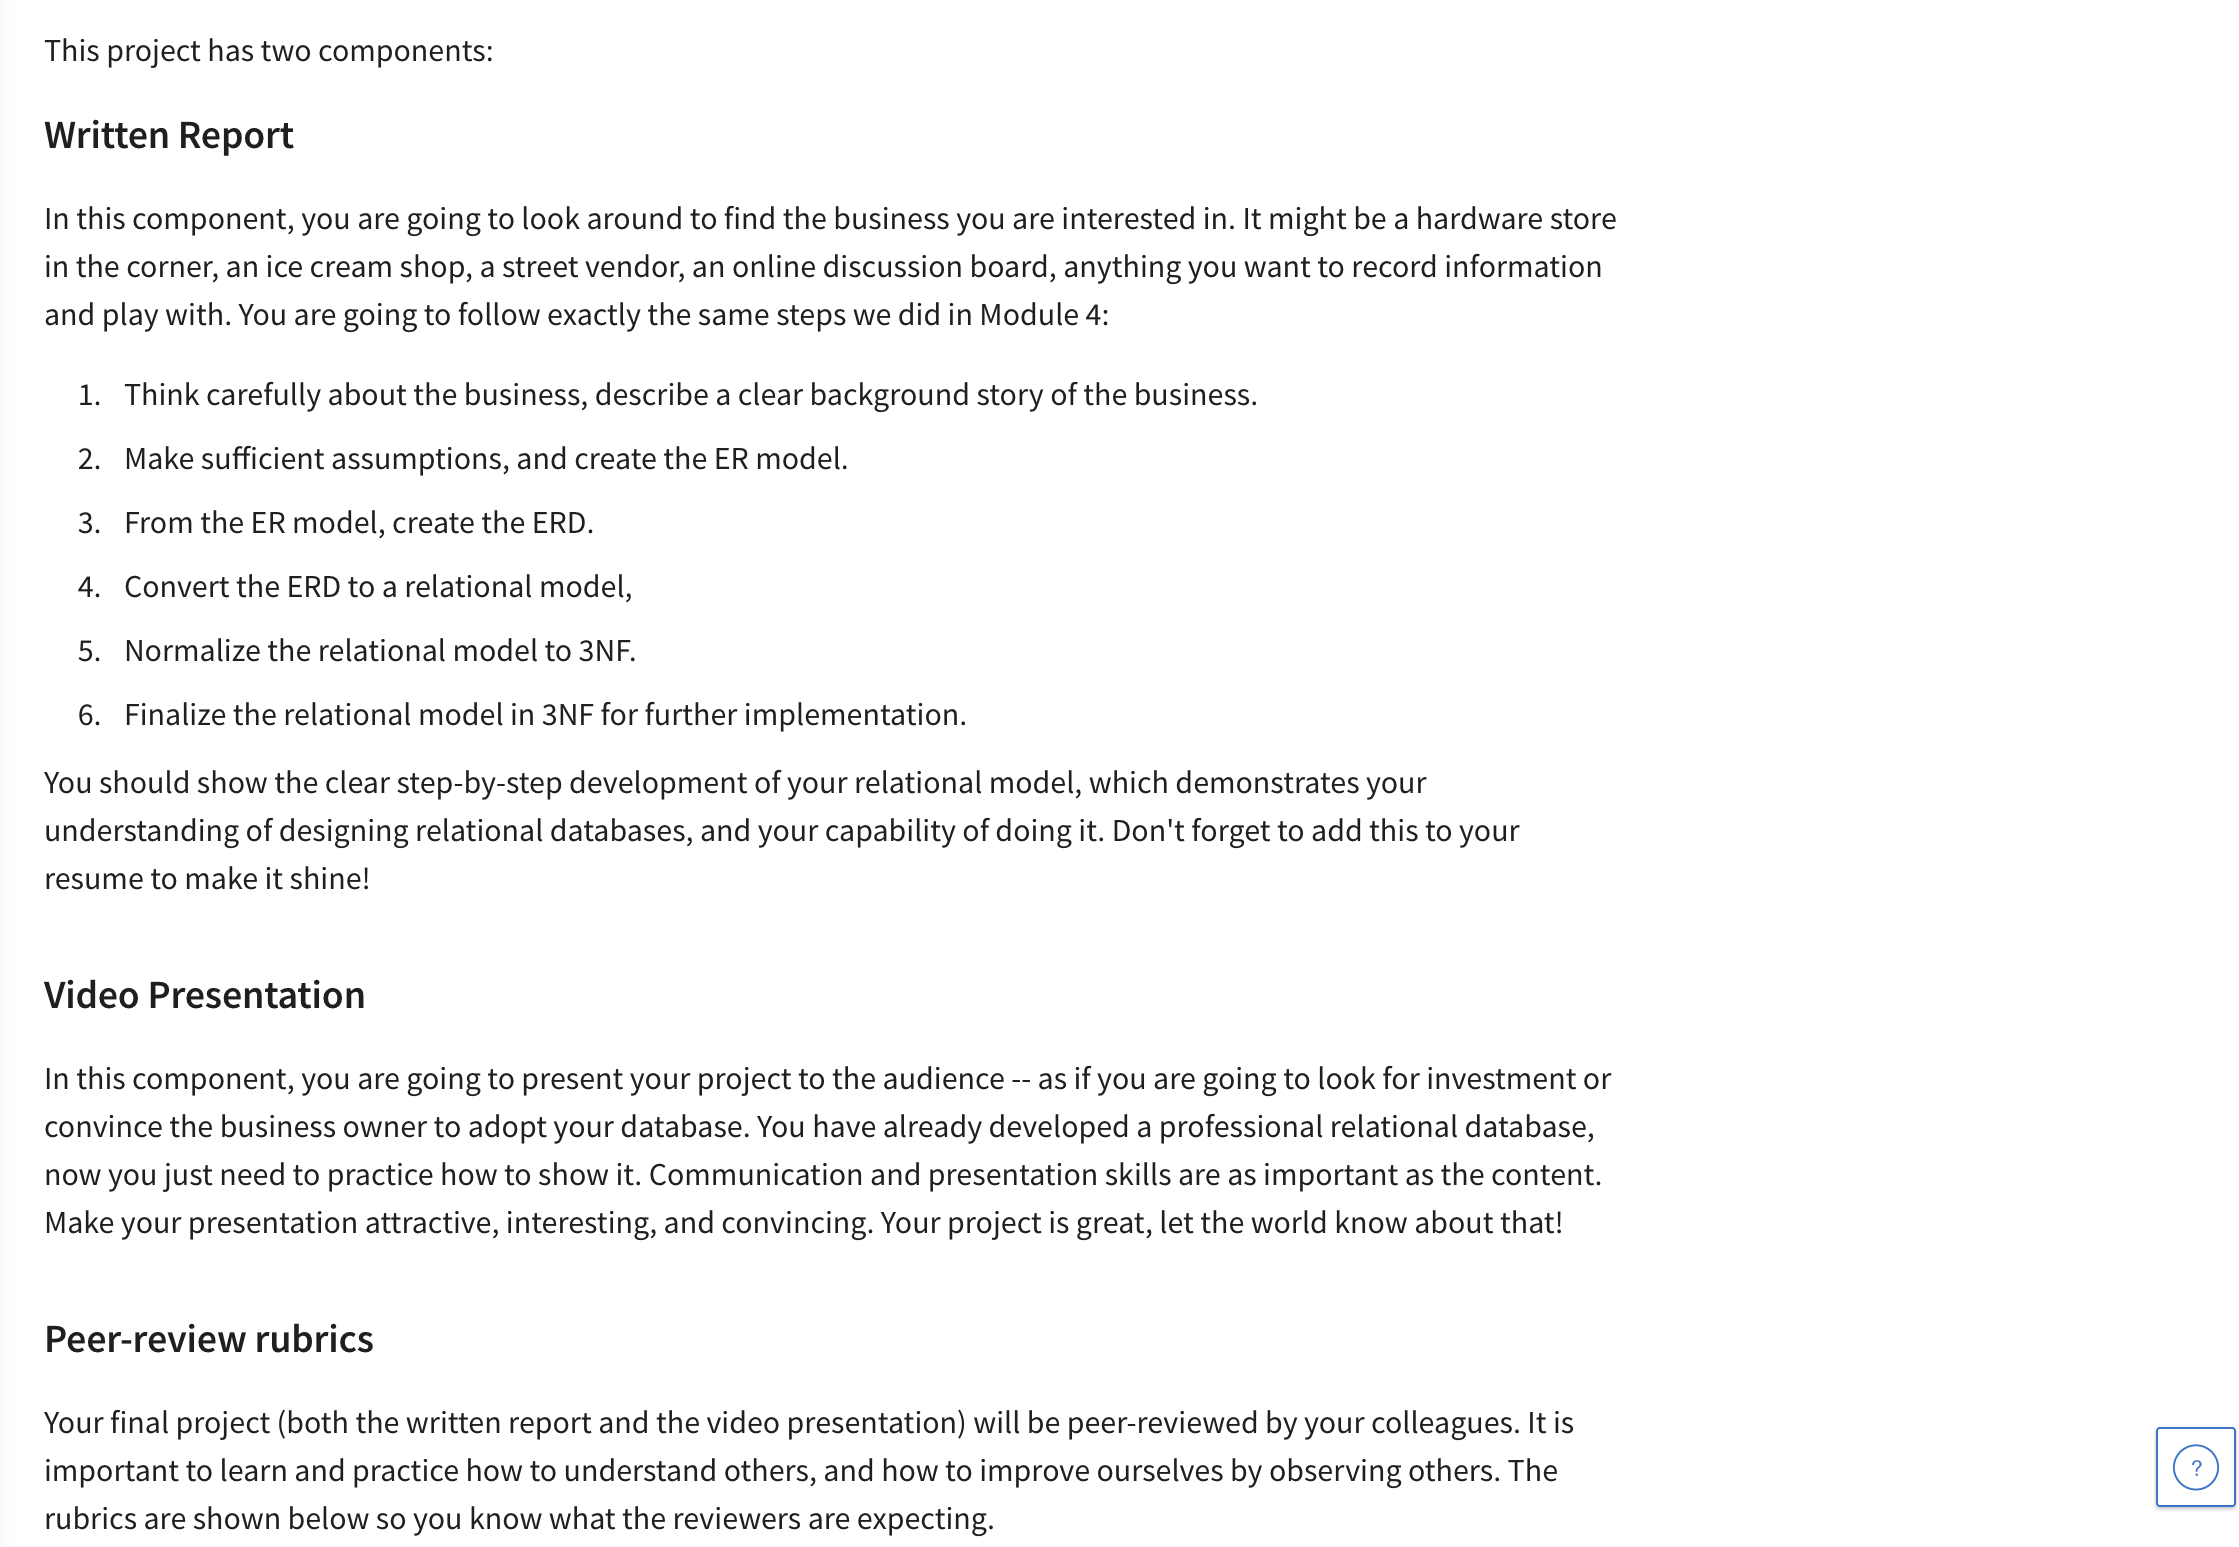 This project has two components:
Written Report
In this component, you are going to look around to find the business you are interested in. It might be a hardware store
in the corner, an ice cream shop, a street vendor, an online discussion board, anything you want to record information
and play with. You are going to follow exactly the same steps we did in Module 4:
1. Think carefully about the business, describe a clear background story of the business.
2. Make sufficient assumptions, and create the ER model.
3. From the ER model, create the ERD.
4. Convert the ERD to a relational model,
5. Normalize the relational model to 3NF.
6. Finalize the relational model in 3NF for further implementation.
You should show the clear step-by-step development of your relational model, which demonstrates your
understanding of designing relational databases, and your capability of doing it. Don't forget to add this to your
resume to make it shine!
Video Presentation
In this component, you are going to present your project to the audience -- as if you are going to look for investment or
convince the business owner to adopt your database. You have already developed a professional relational database,
now you just need to practice how to show it. Communication and presentation skills are as important as the content.
Make your presentation attractive, interesting, and convincing. Your project is great, let the world know about that!
Peer-review rubrics
Your final project (both the written report and the video presentation) will be peer-reviewed by your colleagues. It is
important to learn and practice how to understand others, and how to improve ourselves by observing others. The
rubrics are shown below so you know what the reviewers are expecting.
?